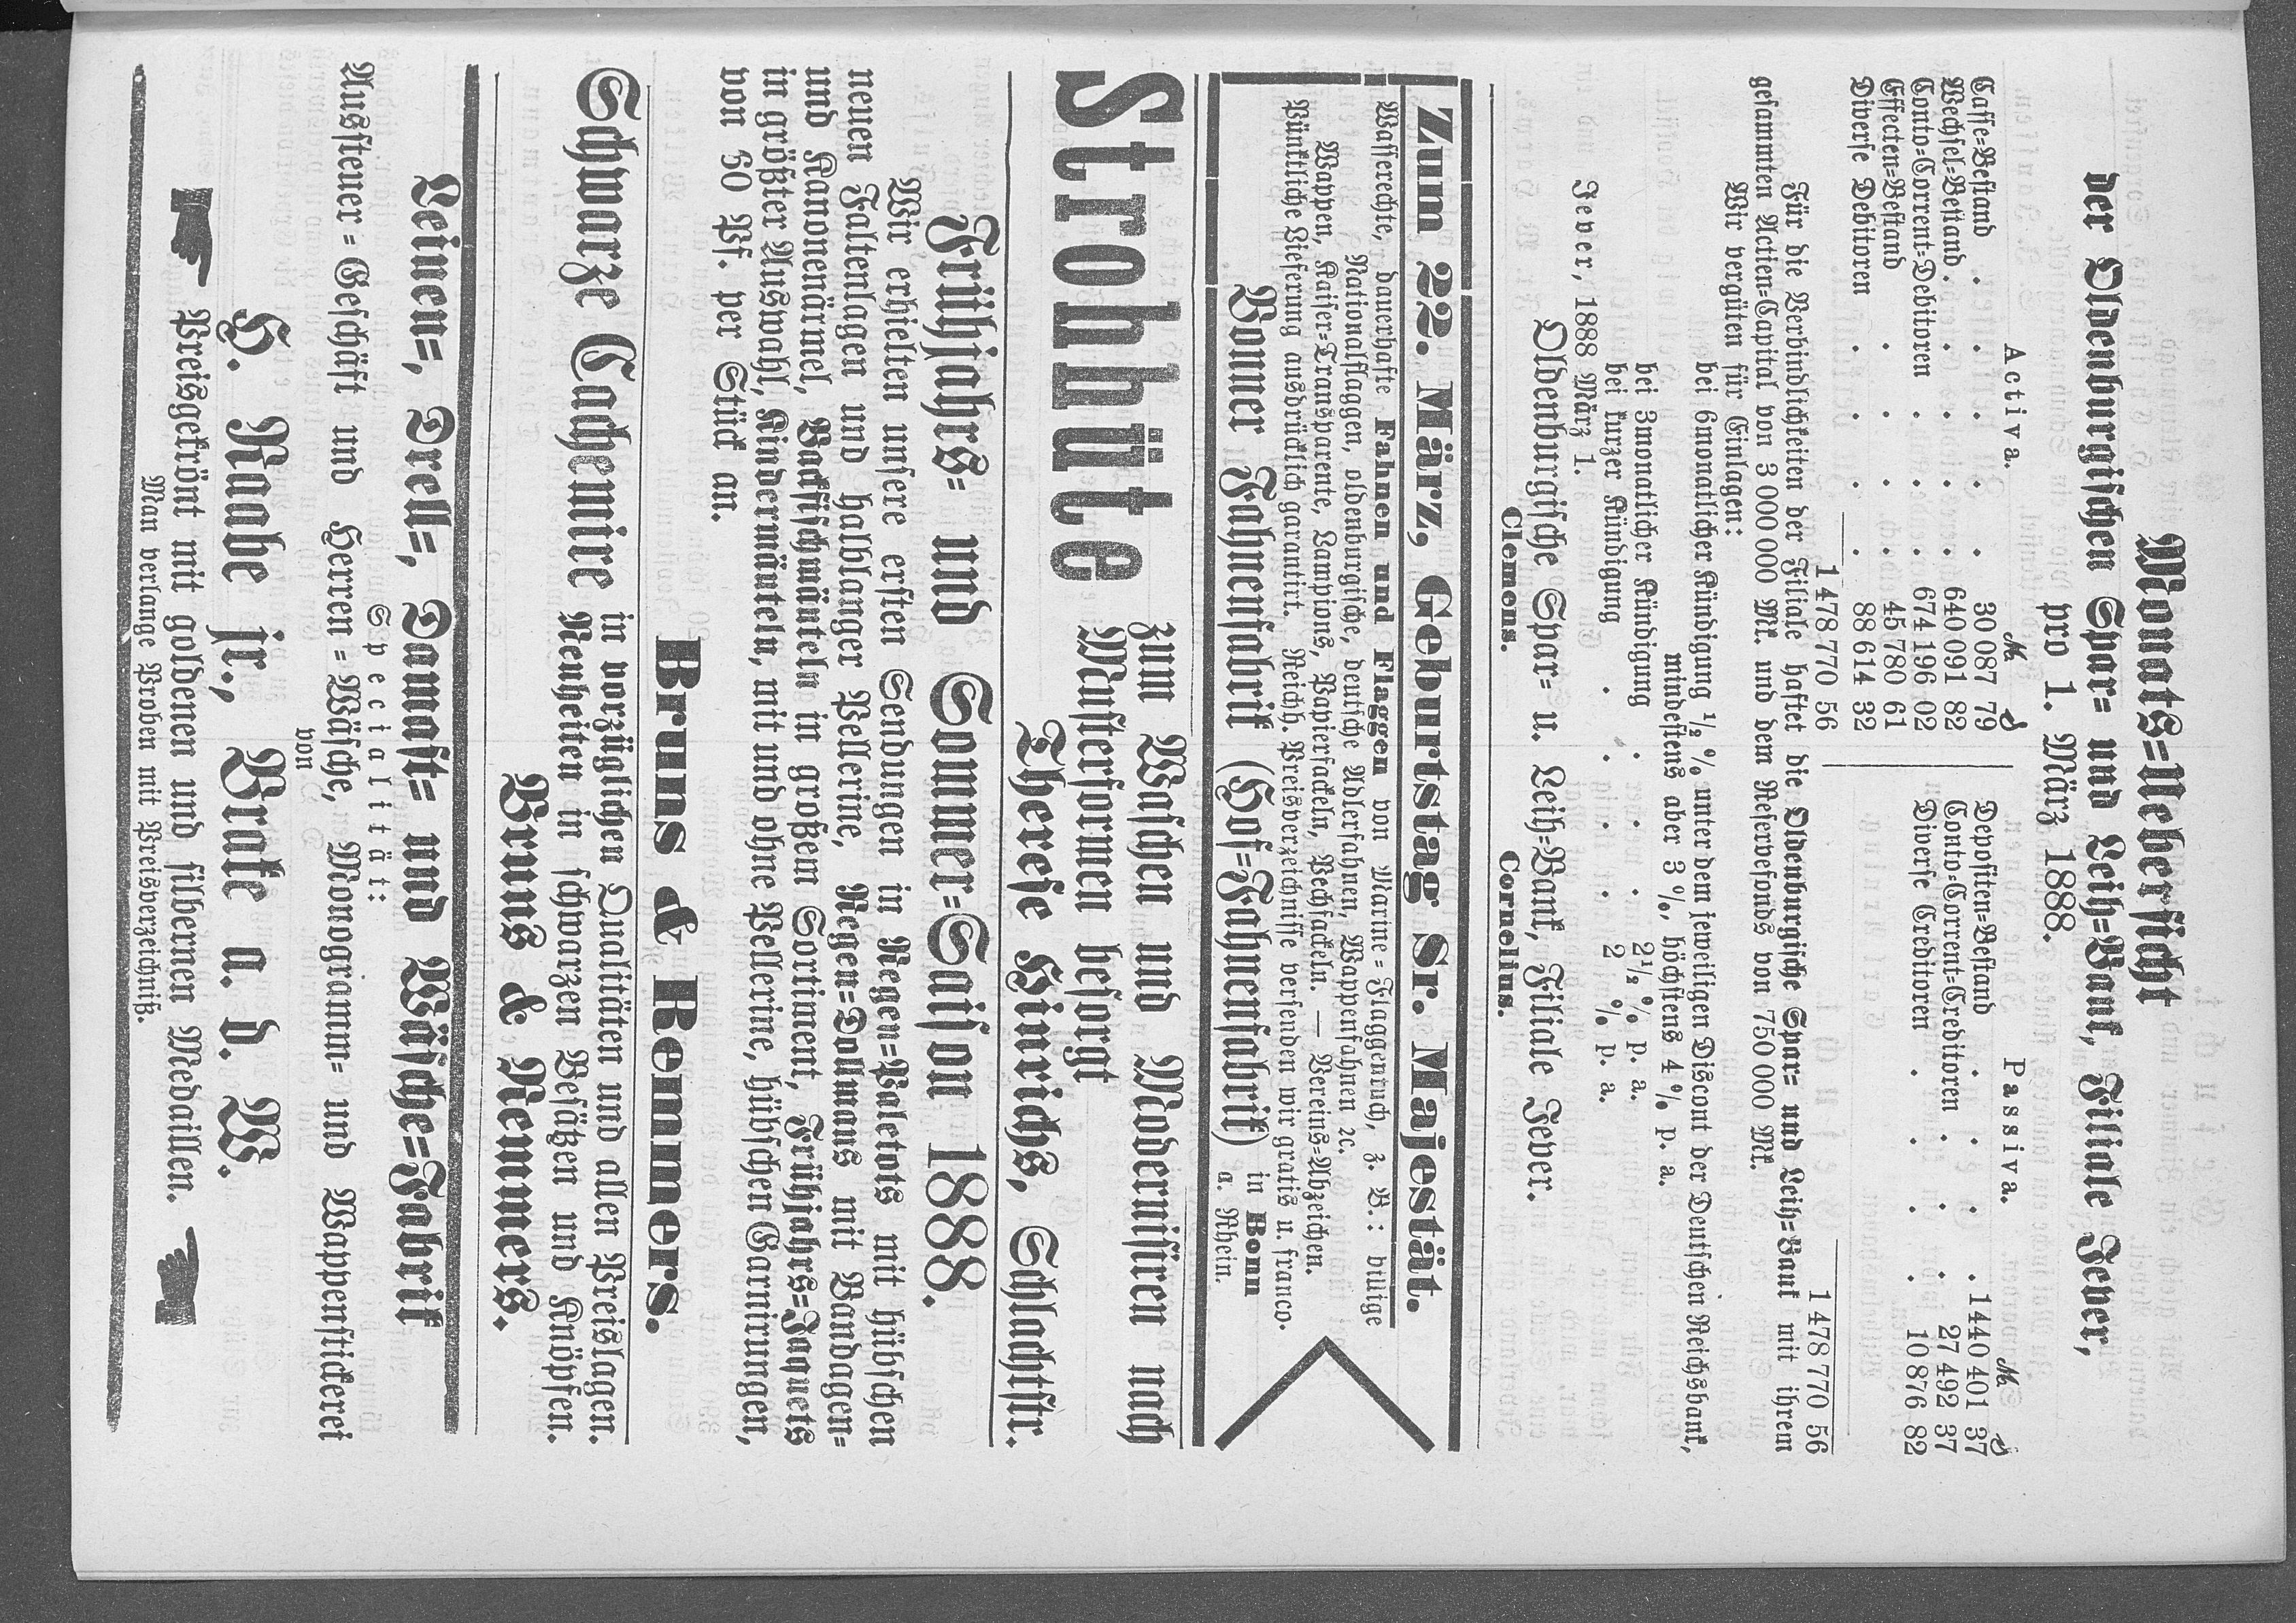 Monats=Uebersicht
der Oldenburgischen Spar= und Leih=Bank, Filiale Jever,
pro 1. März 1888.
Activa.
ℳ ₰
Casse=Bestand . . . . . 30 087 79
Wechsel=Bestand . . . . . 640 091 82
Conto=Corrent=Debitoren . . . 674 196 02
Effecten=Bestand . . . . 45 780 61
Diverse Debitoren . . . . 88 614 32
1 478 770 56
Passiva.
ℳ ₰
Depositen=Bestand . . . . 1 440 401 37
Conto=Corrent=Creditoren . . . 27 492 37
Diverse Creditoren . . . . 10 876 82
1 478 770 56
Für die Verbindlichkeiten der Filiale haftet die Oldenburgische Spar= und Leih=Bank mit ihrem
gesammten Actien=Capital von 3 000 000 Mk. und dem Reservefonds von 750 000 Mk.
Wir vergüten für Einlagen:
bei 6monatlicher Kündigung ½ % unter dem jeweiligen Discont der Deutschen Reichsbank,
mindestens aber 3 %, höchstens 4 % p. a.
bei 3monatlicher Kündigung . . . . 2½ % p. a.
bei kurzer Kündigung . . . . . 2 % p. a.
Jever, 1888 März 1.
Oldenburgische Spar= u. Leih=Bank, Filiale Jever.
Clemens. Cornelius.
Zum 22. März, Geburtstag Sr. Majestät.
Wasserechte, dauerhafte Fahnen und Flaggen von Marine=Flaggentuch, z. B.: billige
Nationalflaggen, oldenburgische, deutsche Adlerfahnen, Wappenfahnen ꝛc.
Wappen, Kaiser=Transparente, Lampions, Papierfackeln, Pechfackeln. — Vereins=Abzeichen.
Pünktliche Lieferung ausdrücklich garantirt. Reichh. Preisverzeichnisse versenden wir gratis u. franco.
Bonner Fahnenfabrik (Hof=Fahnenfabrik) in Bonn
a. Rhein.
Strohhüte zum Waschen und Modernisiren nach
Musterformen besorgt
Therese Hinrichs, Schlachtstr.
Frühjahrs= und Sommer=Saison 1888.
Wir erhielten unsere ersten Sendungen in Regen=Paletots mit hübschen
neuen Faltenlagen und halblanger Pellerine, Regen=Dolmans mit Bandagen=
und Kanonenärmel, Backfischmänteln in großem Sortiment, Frühjahrs=Jaquets
in größter Auswahl, Kindermänteln, mit und ohne Pellerine, hübschen Garnirungen,
von 50 Pf. per Stück an.
Bruns & Remmers.
Schwarze Cachemire in vorzüglichen Qualitäten und allen Preislagen.
Neuheiten in schwarzen Besätzen und Knöpfen.
Bruns & Remmers.
Leinen=, Drell=, Damast= und Wäsche=Fabrik
Specialität:
Aussteuer=Geschäft und Herren=Wäsche, Monogramm= und Wappenstickerei
von
H. Raabe jr., Brake a. d. W.
Preisgekrönt mit goldenen und silbernen Medaillen.
Man verlange Proben mit Preisverzeichniß.